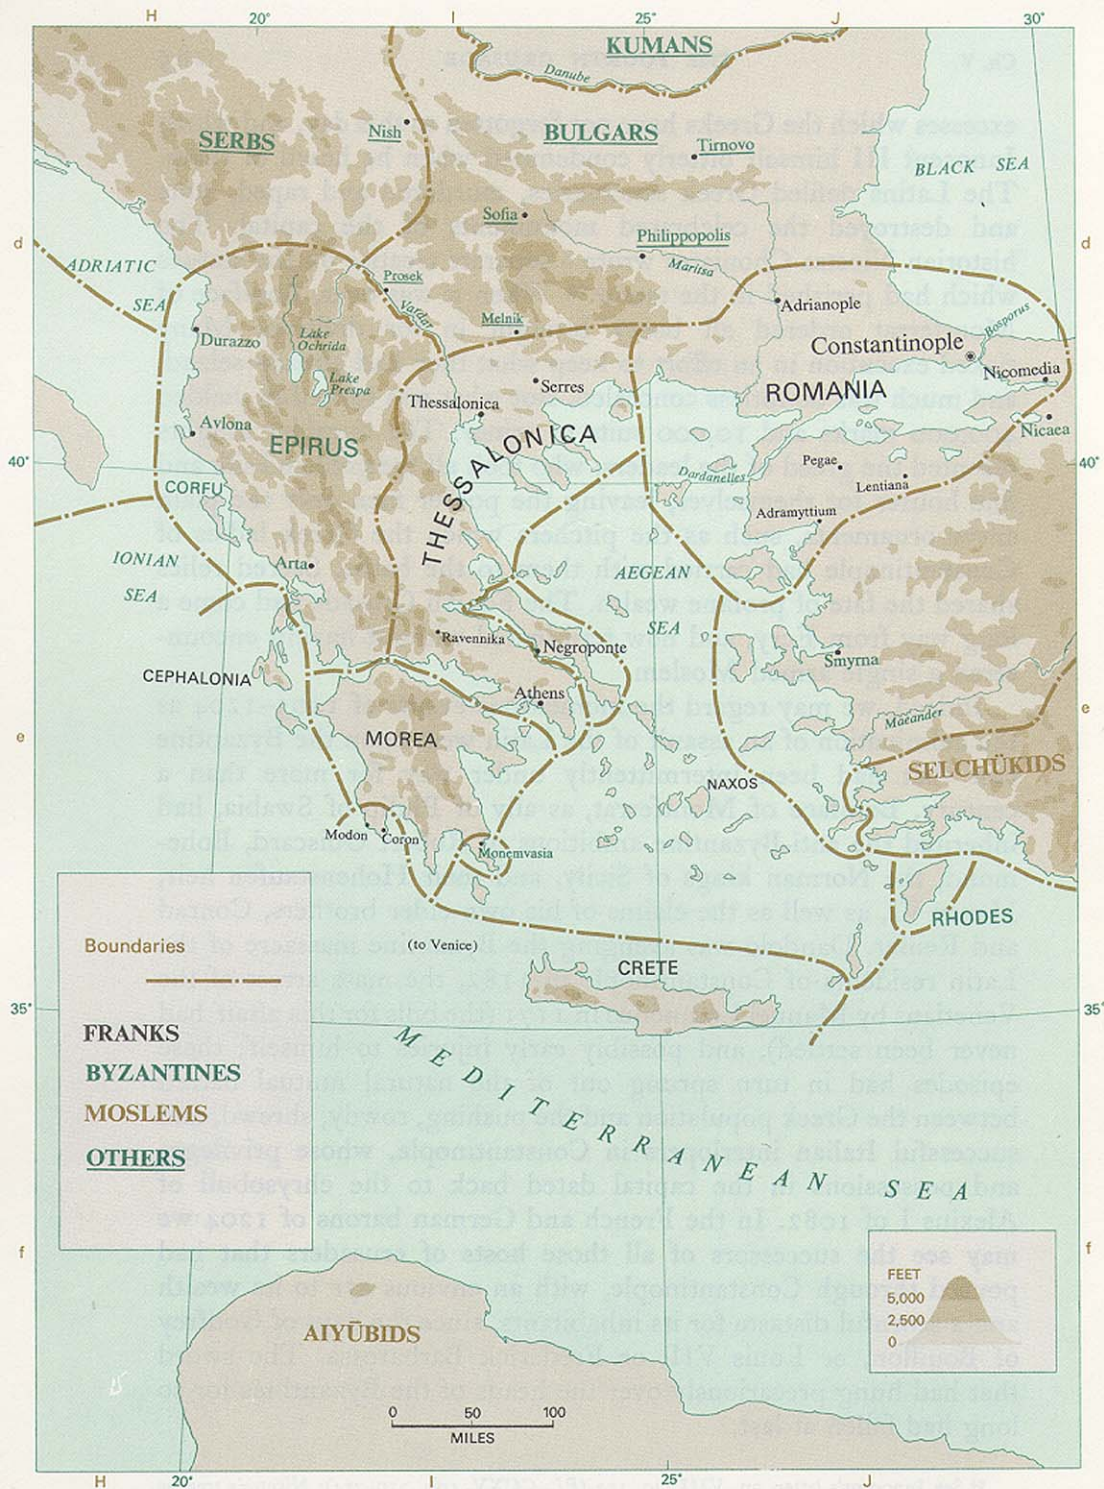 H
20°
I
25°
J
30°
KUMANS
Danube
SERBS
Nish
BULGARS
Tirnovo
BLACK SEA
Sofia
Philippopolis
d
d
ADRIATIC
SEA
Prosek
Maritsa
Vardar
Melnik
Adrianople
Bosporus
Durazzo
Lake
Ochrida
Constantinople
Lake
Prespa
Serres
ROMANIA
Nicomedia
Thessalonica
Avlona
EPIRUS
THESSALONICA
Nicaea
40°
40°
CORFU
Dardanelles
Pegae
Lentiana
Adramyttium
IONIAN
SEA
Arta
AEGEAN
SEA
Ravennika
Negroponte
Smyrna
CEPHALONIA
Athens
Maeander
e
e
MOREA
NAXOS
SELCHÜKIDS
Modon
Coron
Monemvasia
RHODES
Boundaries
(to Venice)
CRETE
35°
35°
FRANKS
BYZANTINES
MOSLEMS
OTHERS
MEDITERRANEAN SEA
f
f
FEET
5,000
2,500
0
AIYŪBIDS
0 50 100
MILES
H
20°
I
25°
J